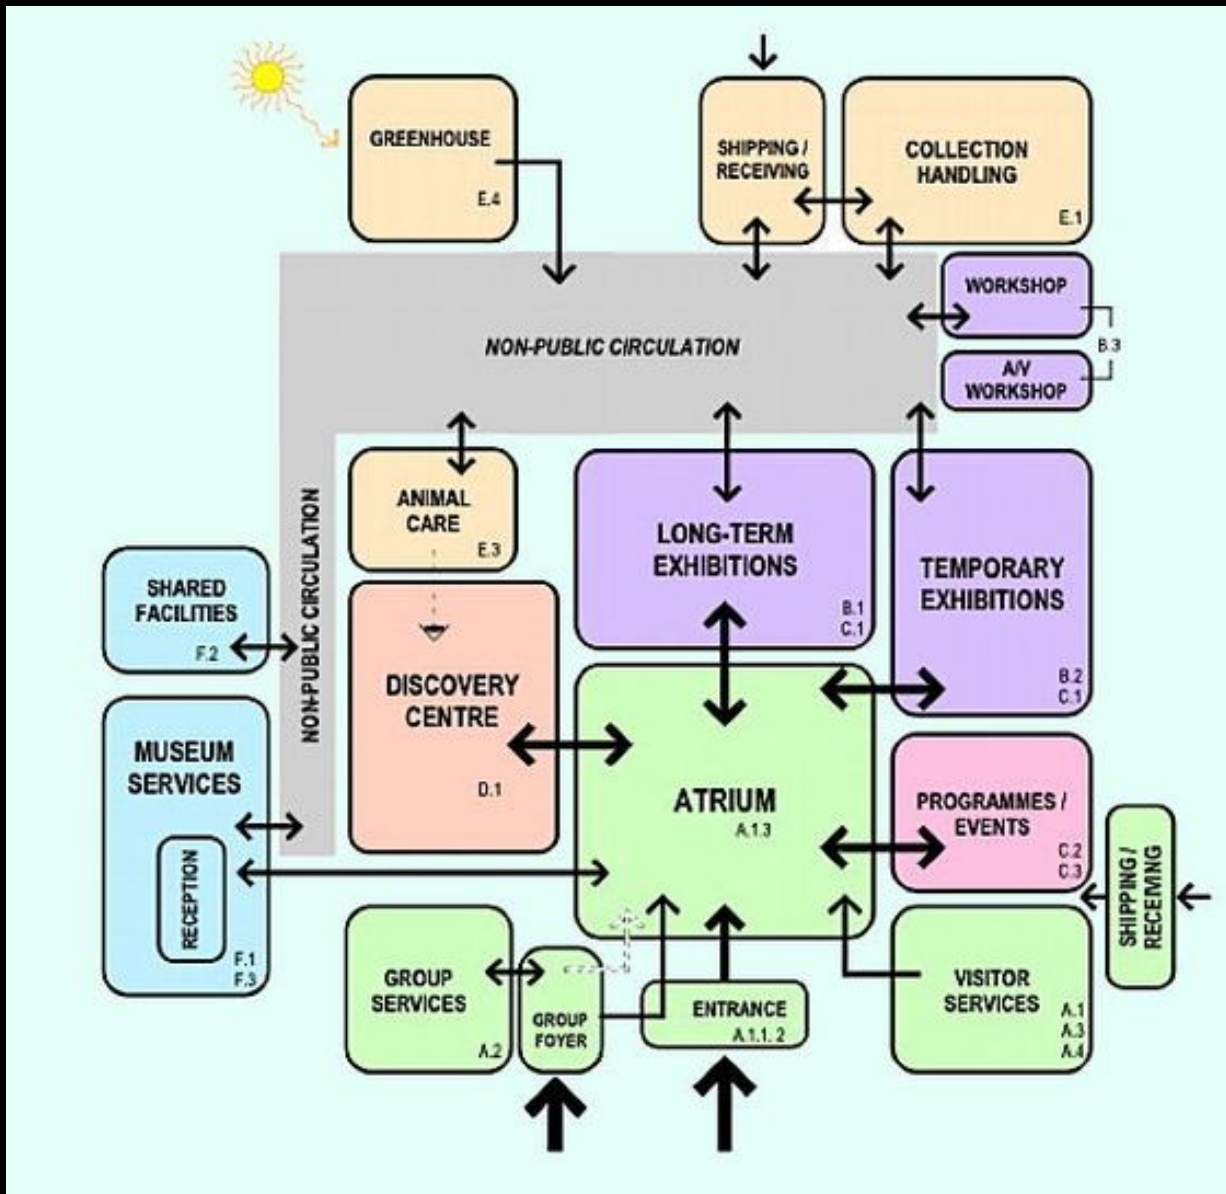 GREENHOUSE
E.4
SHIPPING /
RECEIVING
COLLECTION
HANDLING
E.1
WORKSHOP
B.3
A/V
WORKSHOP
NON-PUBLIC CIRCULATION
NON-PUBLIC CIRCULATION
ANIMAL
CARE
E.3
LONG-TERM
EXHIBITIONS
B.1
C.1
TEMPORARY
EXHIBITIONS
B.2
C.1
SHARED
FACILITIES
F.2
DISCOVERY
CENTRE
D.1
MUSEUM
SERVICES
RECEPTION
F.1
F.3
ATRIUM
A.1.3
PROGRAMMES /
EVENTS
C.2
C.3
SHIPPING /
RECEIVING
GROUP
SERVICES
A.2
GROUP
FOYER
ENTRANCE
A.1.1. 2
VISITOR
SERVICES
A.1
A.3
A.4